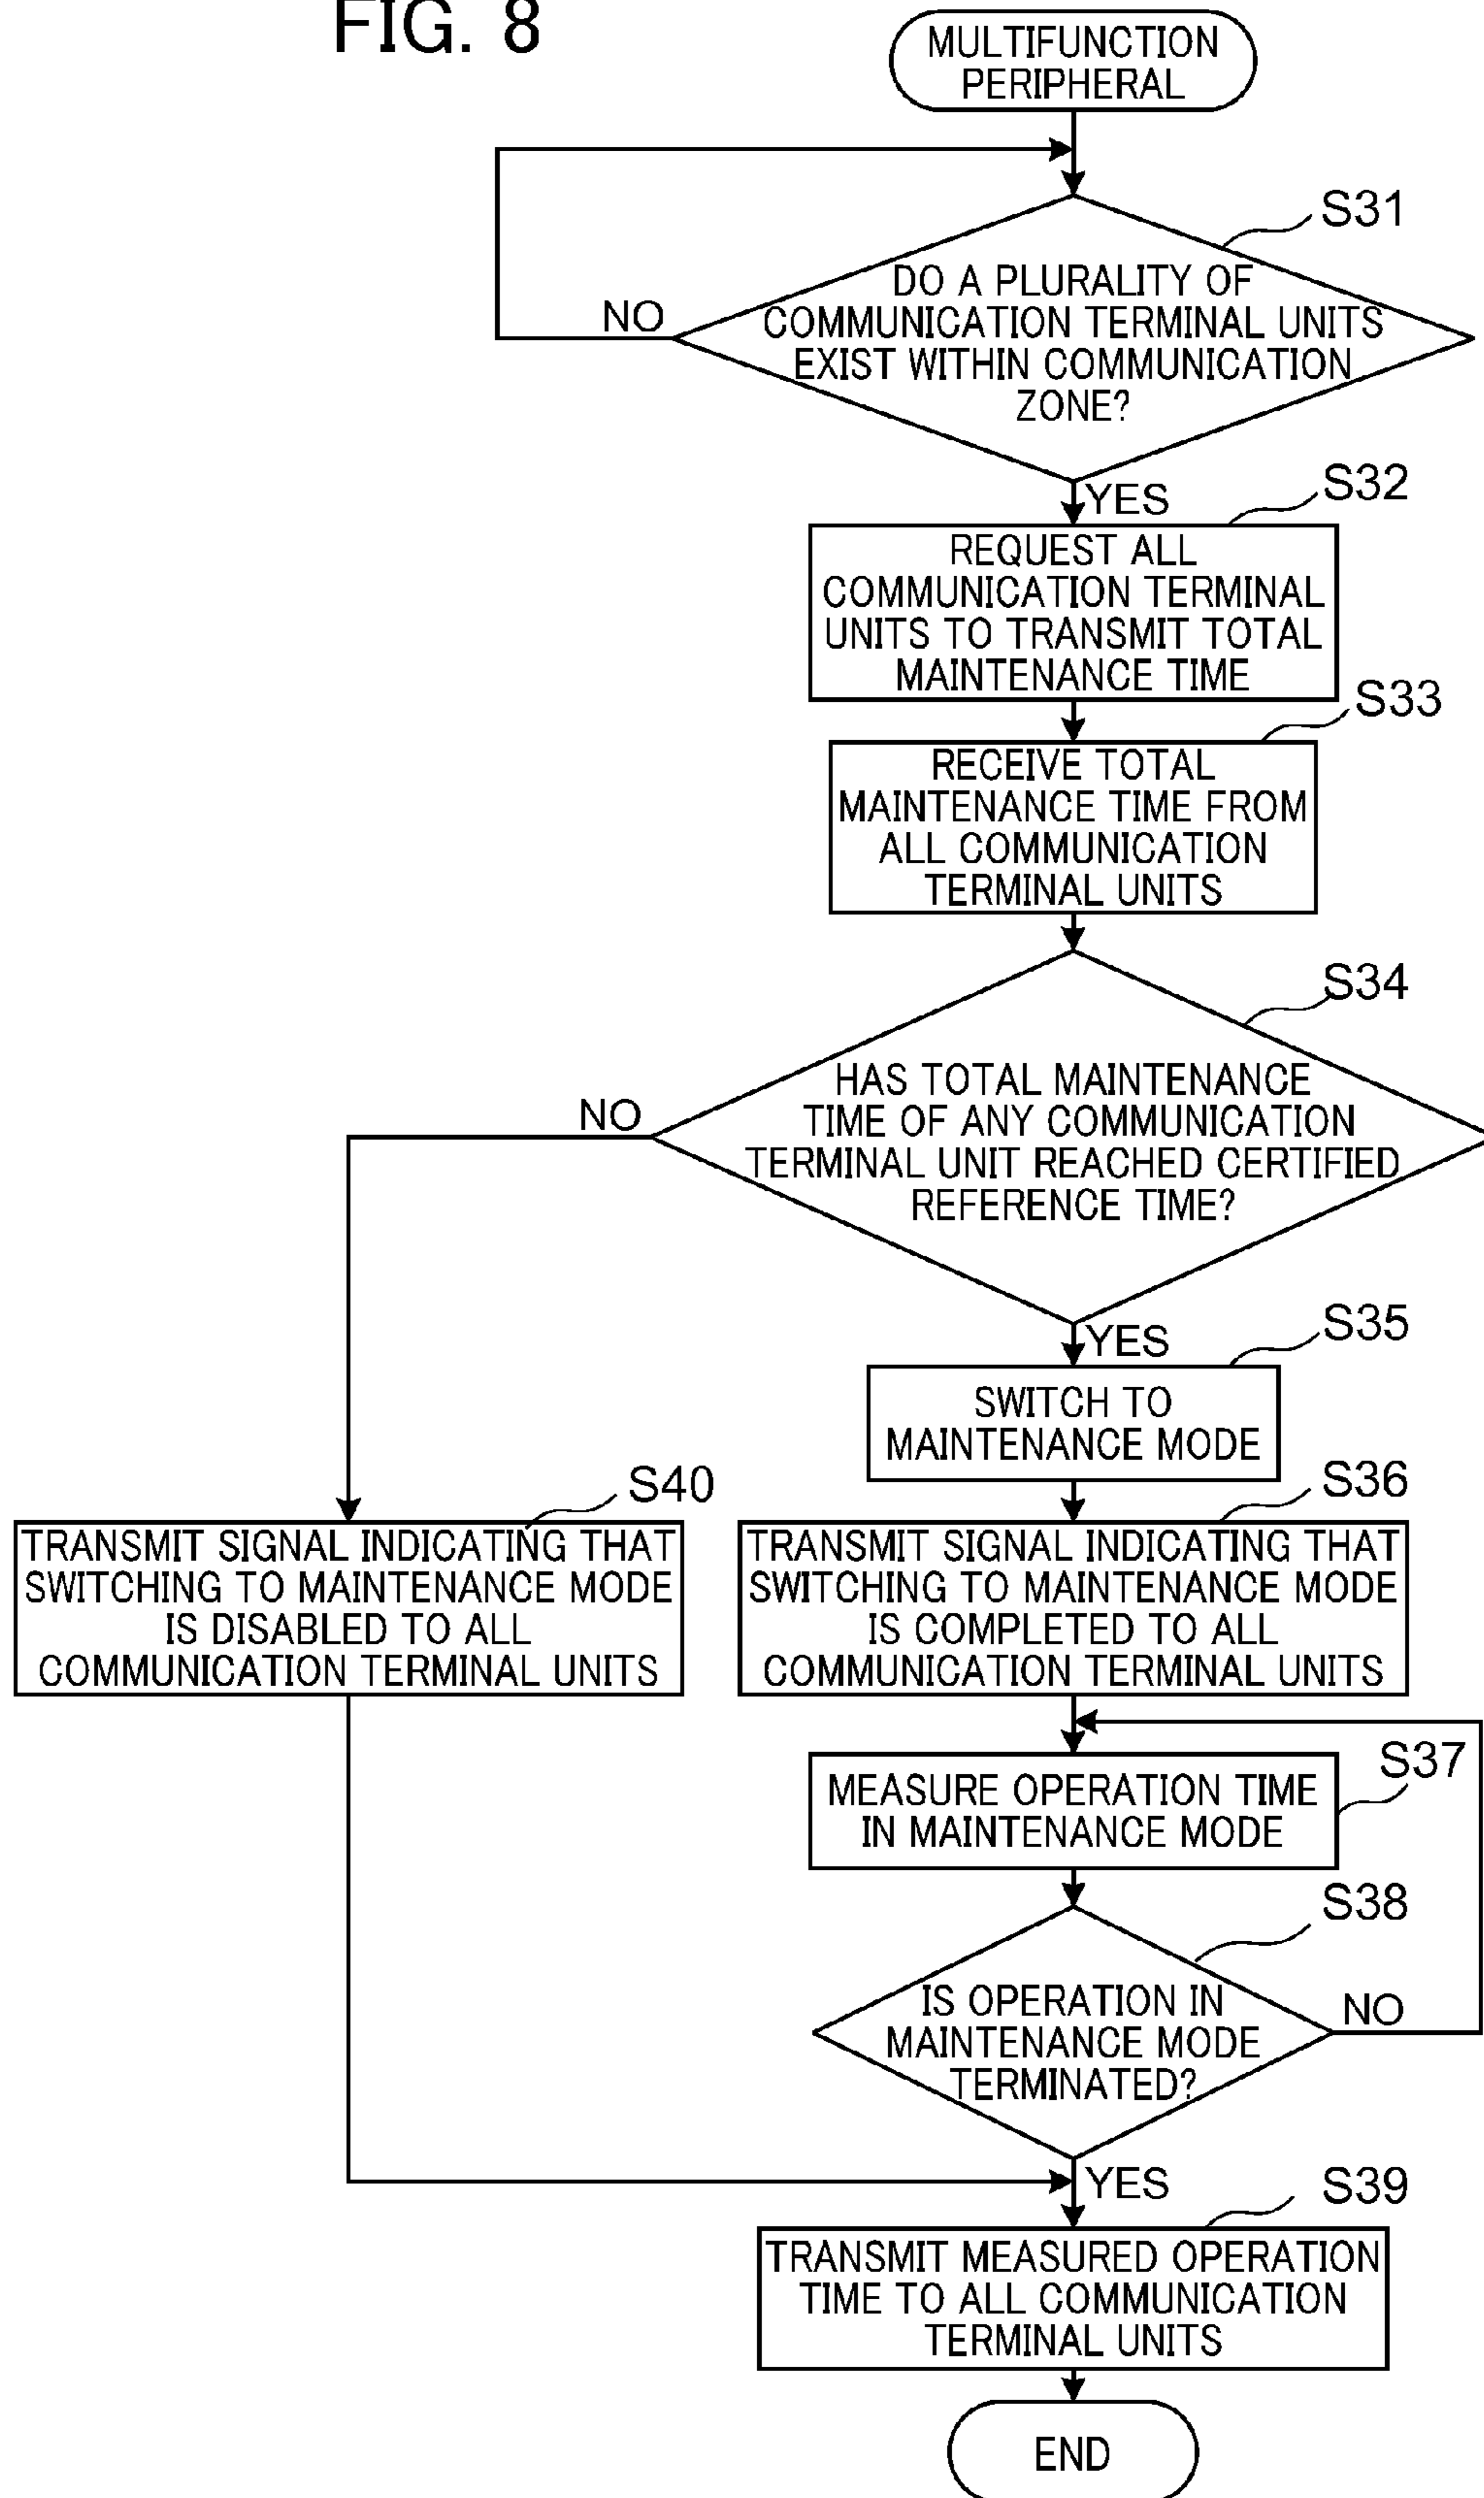 FIG. 8
MULTIFUNCTION
PERIPHERAL
S31
DO A PLURALITY OF
COMMUNICATION TERMINAL UNITS
EXIST WITHIN COMMUNICATION
ZONE?
NO
YES
S32
REQUEST ALL
COMMUNICATION TERMINAL
UNITS TO TRANSMIT TOTAL
MAINTENANCE TIME
S33
RECEIVE TOTAL
MAINTENANCE TIME FROM
ALL COMMUNICATION
TERMINAL UNITS
S34
HAS TOTAL MAINTENANCE
TIME OF ANY COMMUNICATION
TERMINAL UNIT REACHED CERTIFIED
REFERENCE TIME?
NO
YES
S35
SWITCH TO
MAINTENANCE MODE
S40
TRANSMIT SIGNAL INDICATING THAT
SWITCHING TO MAINTENANCE MODE
IS DISABLED TO ALL
COMMUNICATION TERMINAL UNITS
S36
TRANSMIT SIGNAL INDICATING THAT
SWITCHING TO MAINTENANCE MODE
IS COMPLETED TO ALL
COMMUNICATION TERMINAL UNITS
S37
MEASURE OPERATION TIME
IN MAINTENANCE MODE
S38
IS OPERATION IN
MAINTENANCE MODE
TERMINATED?
NO
YES
S39
TRANSMIT MEASURED OPERATION
TIME TO ALL COMMUNICATION
TERMINAL UNITS
END